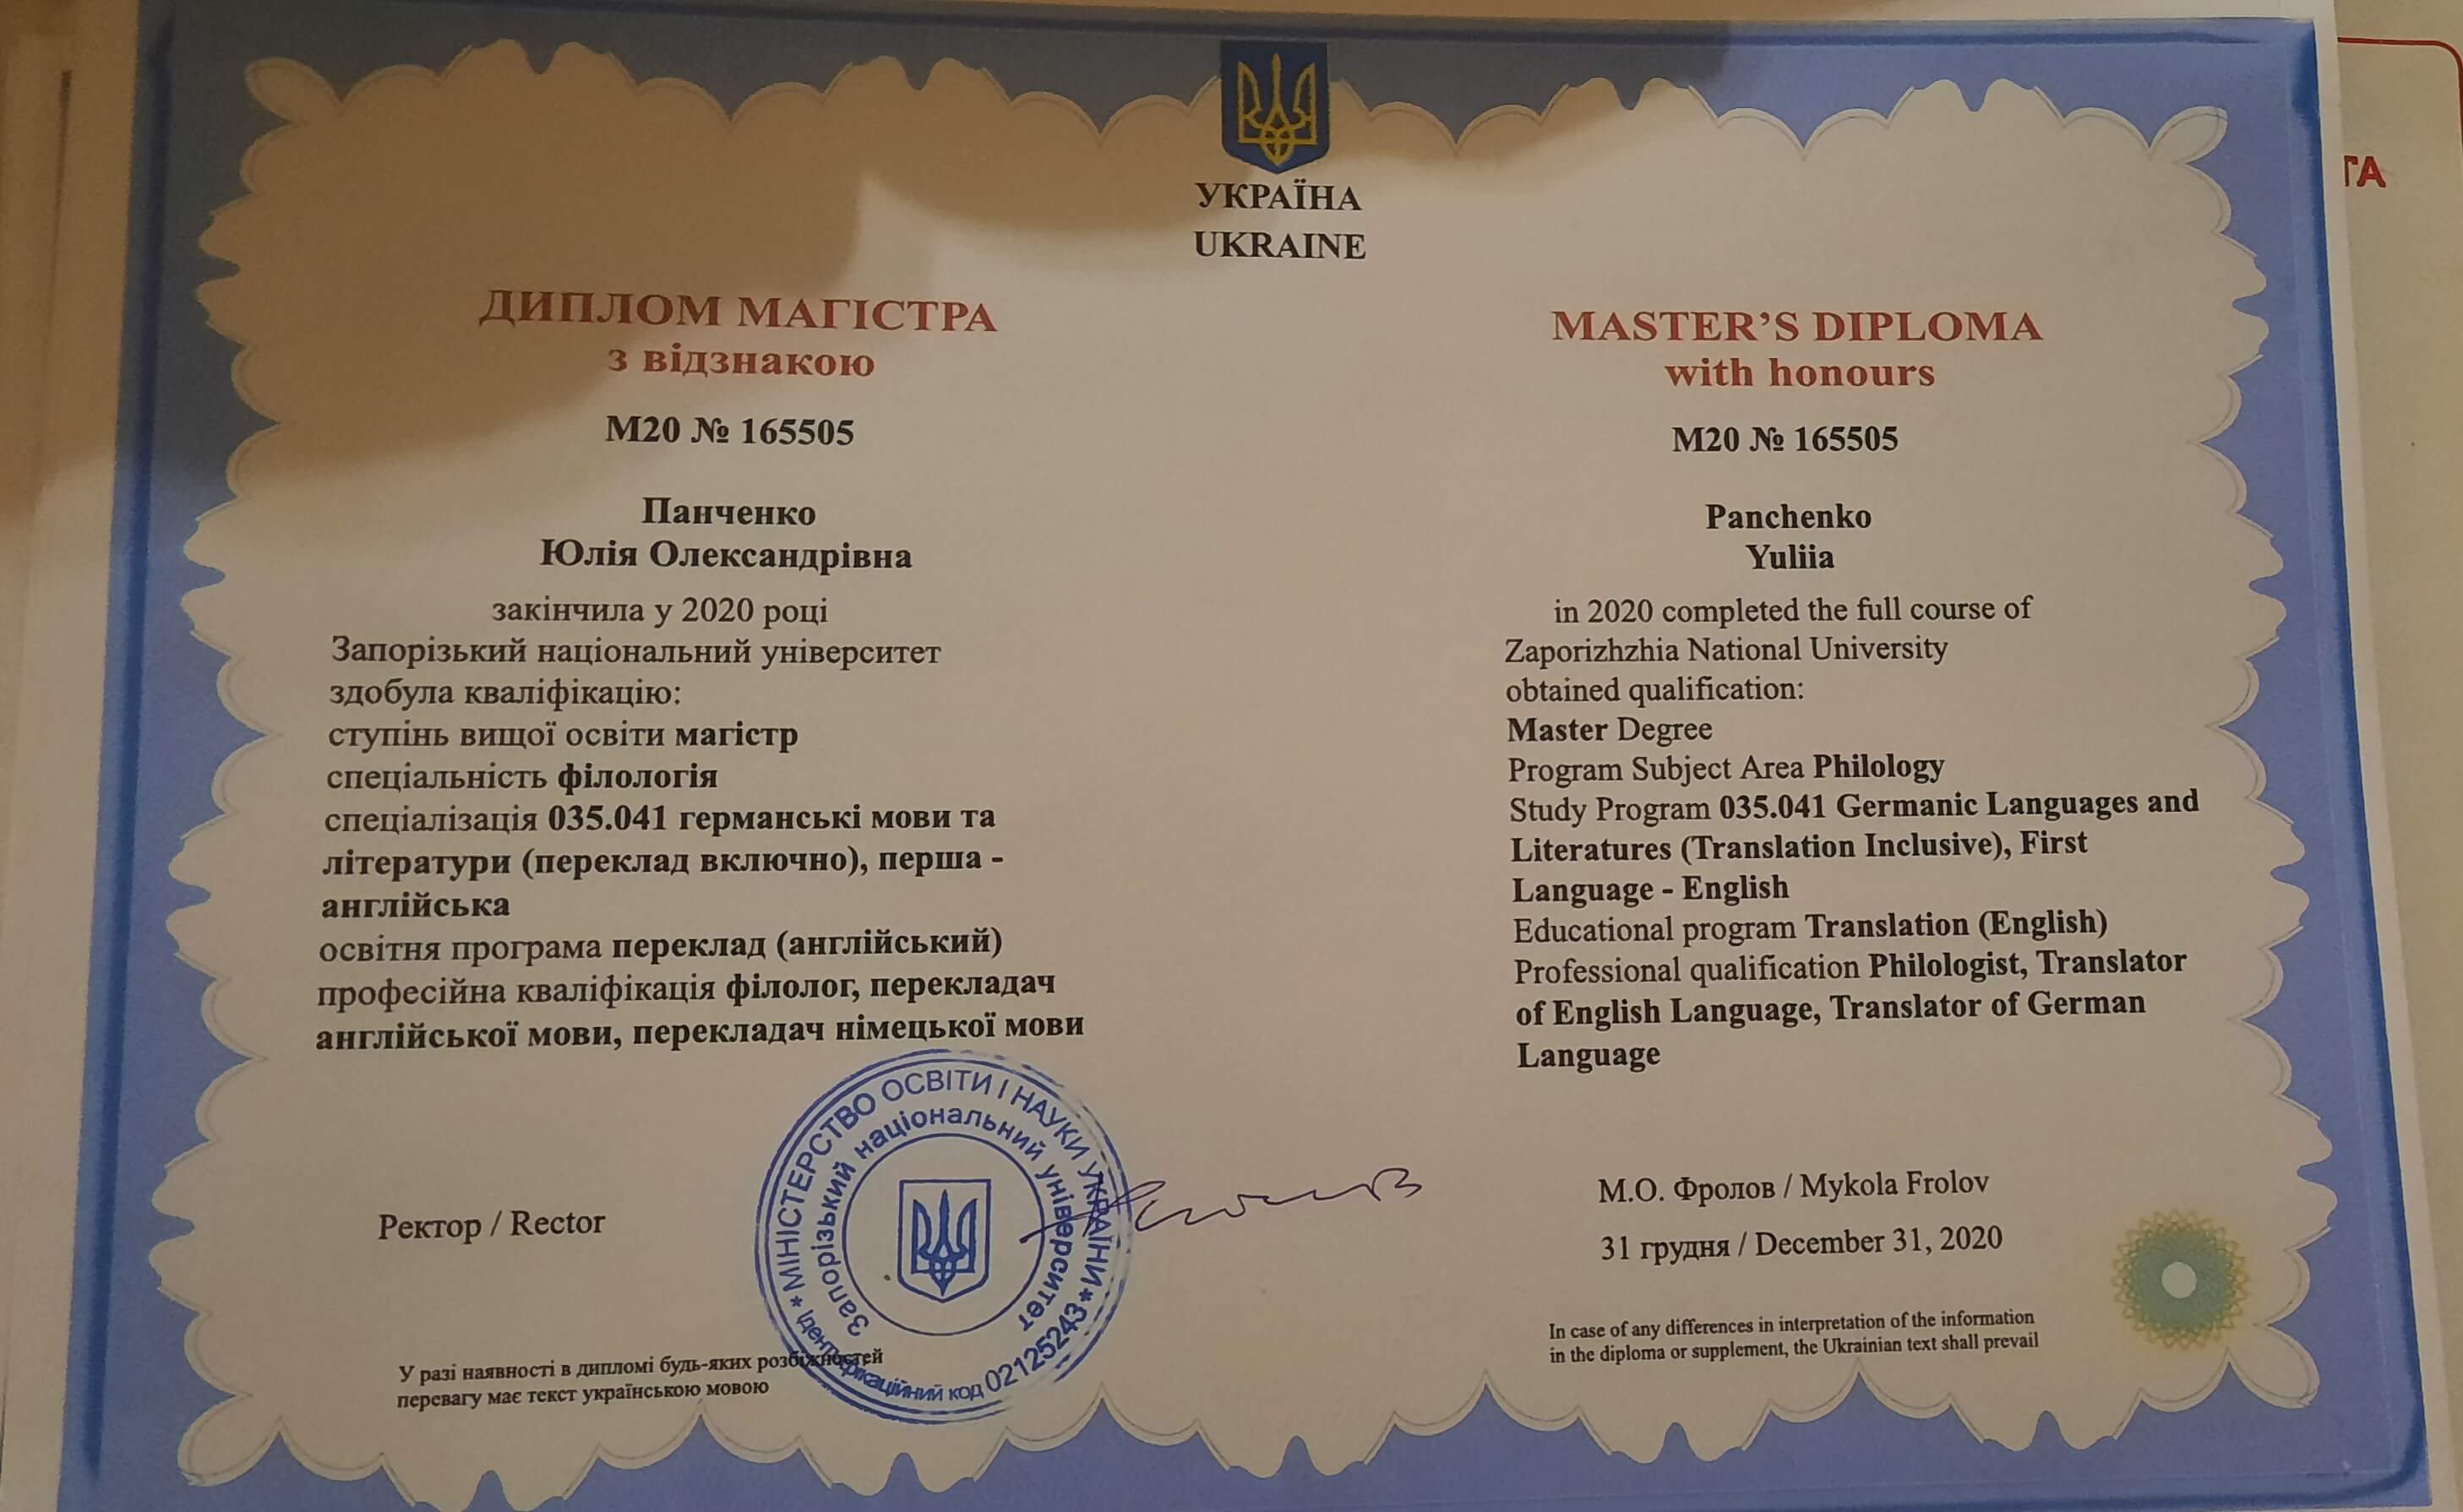 УКРАЇНА
UKRAINE
ДИПЛОМ МАГІСТРА
з відзнакою
М20 № 165505
Панченко
Юлія Олександрівна
закінчила у 2020 році
Запорізький національний університет
здобула кваліфікацію:
ступінь вищої освіти магістр
спеціальність філологія
спеціалізація 035.041 германські мови та
літератури (переклад включно), перша -
англійська
освітня програма переклад (англійський)
професійна кваліфікація філолог, перекладач
англійської мови, перекладач німецької мови
Ректор / Rector
МІНІСТЕРСТВО ОСВІТИ І НАУКИ УКРАЇНИ
Запорізький національний університет
Ідентифікаційний код 02125243
У разі наявності в дипломі будь-яких розбіжностей
перевагу має текст українською мовою
MASTER’S DIPLOMA
with honours
M20 № 165505
Panchenko
Yuliia
in 2020 completed the full course of
Zaporizhzhia National University
obtained qualification:
Master Degree
Program Subject Area Philology
Study Program 035.041 Germanic Languages and
Literatures (Translation Inclusive), First
Language - English
Educational program Translation (English)
Professional qualification Philologist, Translator
of English Language, Translator of German
Language
М.О. Фролов / Mykola Frolov
31 грудня / December 31, 2020
In case of any differences in interpretation of the information
in the diploma or supplement, the Ukrainian text shall prevail